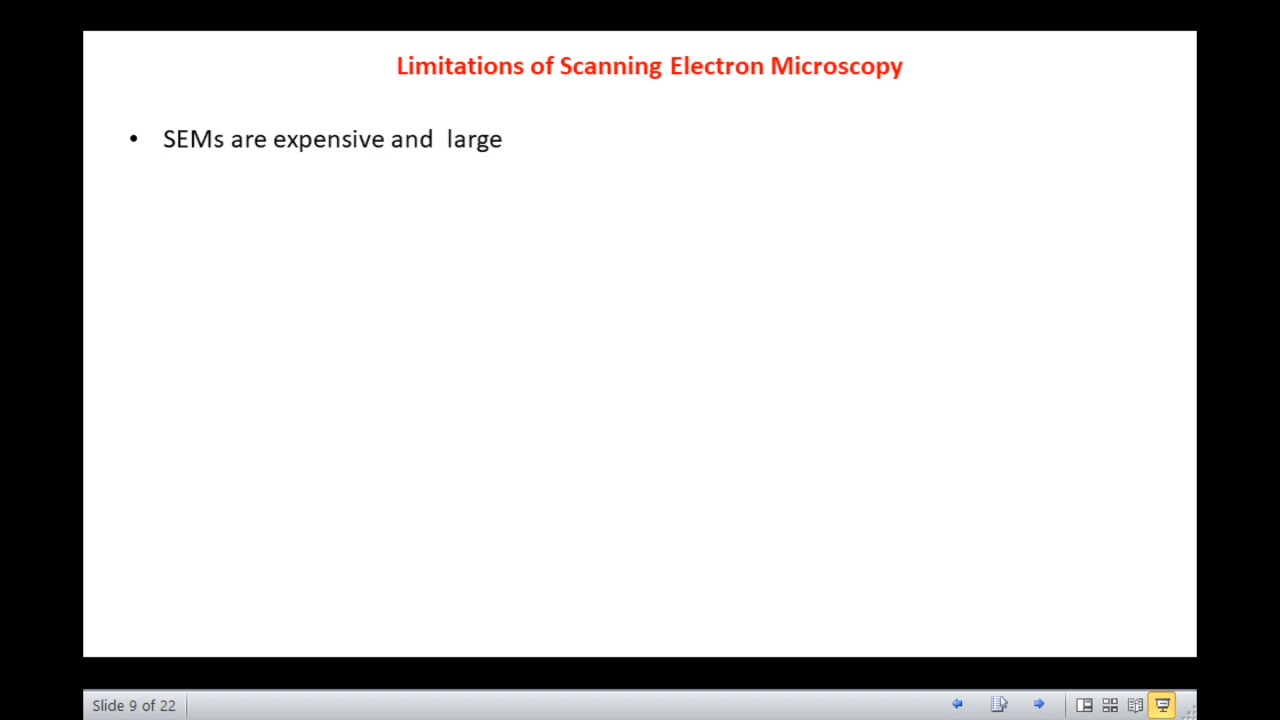 Limitations of Scanning Electron Microscopy
• SEMs are expensive and  large
Slide 9 of 22